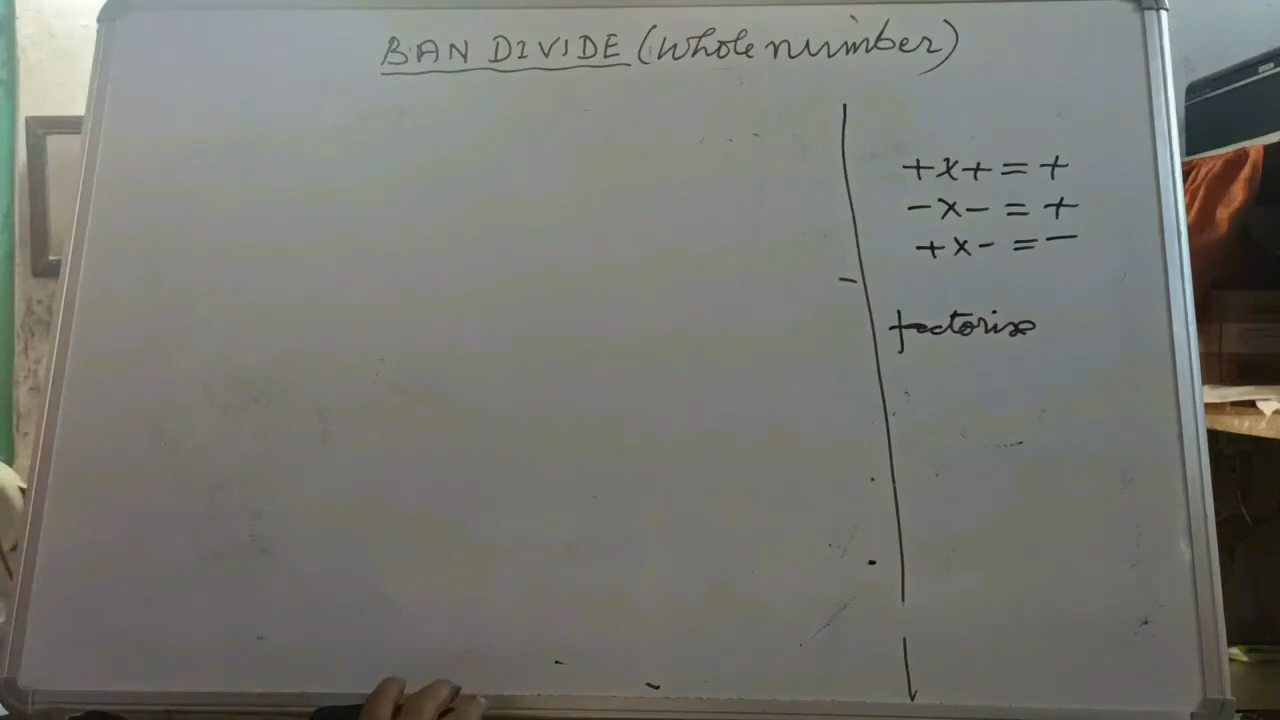 BAN DIVIDE (whole number)
+x+=+
-x-=+
+x-=-
factorise